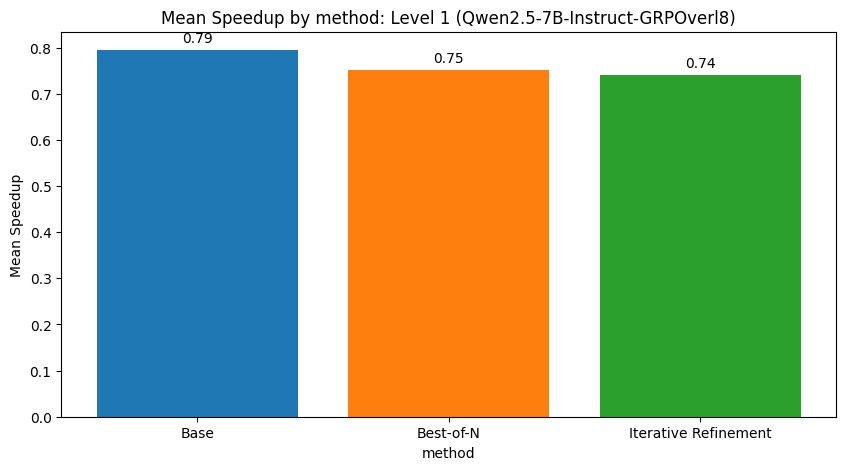 Mean Speedup by method: Level 1 (Qwen2.5-7B-Instruct-GRPOverl8)
0.8
0.7
0.6
0.5
0.4
0.3
0.2
0.1
0.0
Mean Speedup
0.79
0.75
0.74
Base
Best-of-N
Iterative Refinement
method